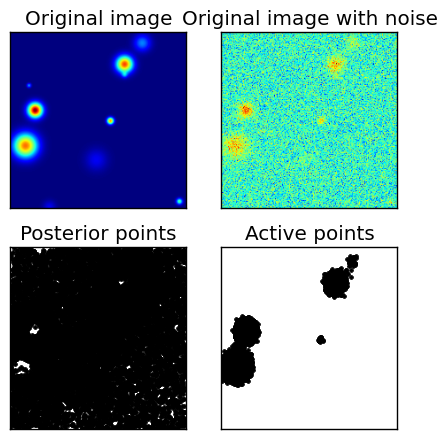 Original image
Original image with noise
Posterior points
Active points